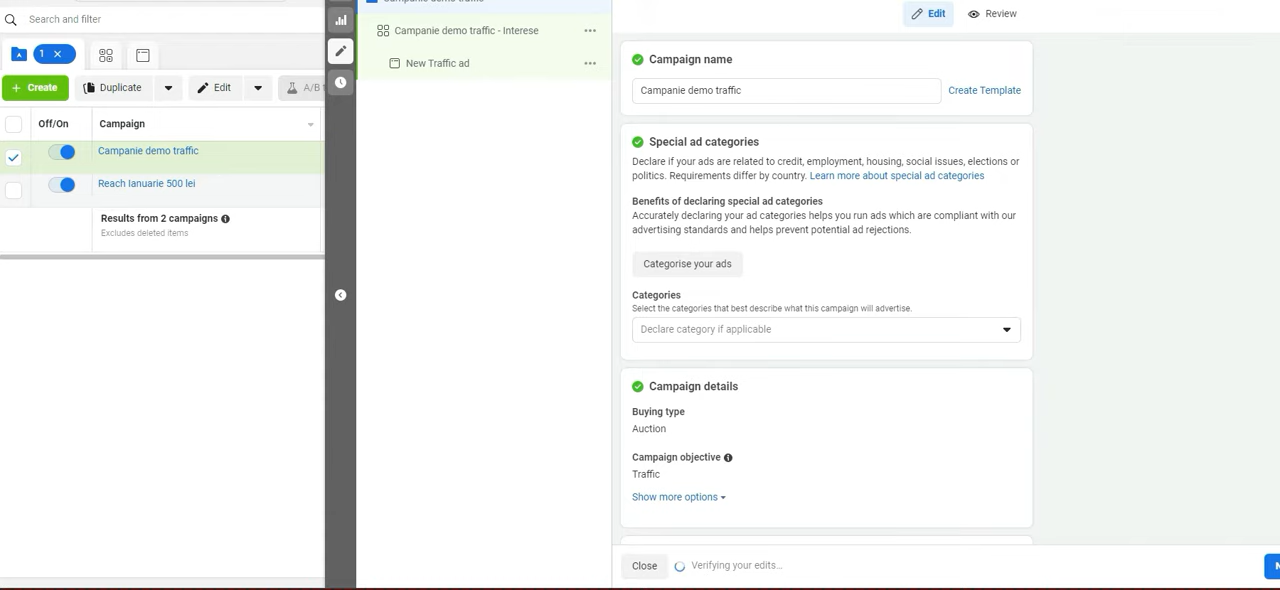 Search and filter
1
Create
Duplicate
Edit
A/B
Off/On
Campaign
Campanie demo traffic
Reach Ianuarie 500 lei
Results from 2 campaigns
Excludes deleted items
Campanie demo traffic
Campanie demo traffic - Interese
New Traffic ad
Edit
Review
Campaign name
Campanie demo traffic
Create Template
Special ad categories
Declare if your ads are related to credit, employment, housing, social issues, elections or
politics. Requirements differ by country. Learn more about special ad categories
Benefits of declaring special ad categories
Accurately declaring your ad categories helps you run ads which are compliant with our
advertising standards and helps prevent potential ad rejections.
Categorise your ads
Categories
Select the categories that best describe what this campaign will advertise.
Declare category if applicable
Campaign details
Buying type
Auction
Campaign objective
Traffic
Show more options
Close
Verifying your edits...